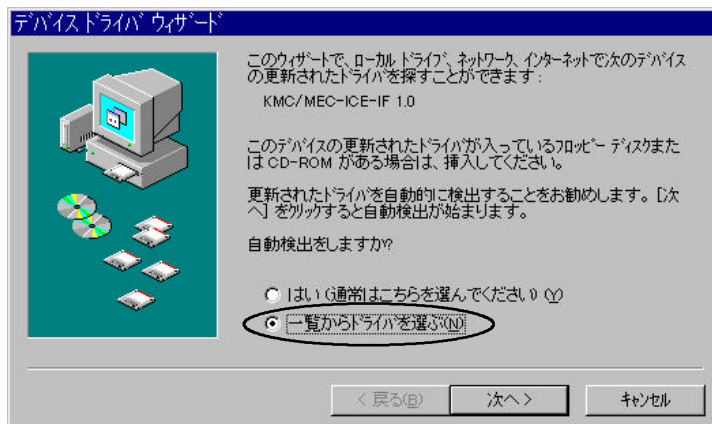 デバイス ドライバ ウィザード
このウィザードで、ローカル ドライブ、ネットワーク、インターネットで次のデバイス
の更新されたドライバを探すことができます:
KMC/MEC-ICE-IF 1.0
このデバイスの更新されたドライバが入っているフロッピー ディスクまた
は CD-ROM がある場合は、挿入してください。
更新されたドライバを自動的に検出することをお勧めします。[次
へ] をクリックすると自動検出が始まります。
自動検出をしますか?
はい (通常はこちらを選んでください) (Y)
一覧からドライバを選ぶ(N)
< 戻る(B)
次へ >
キャンセル